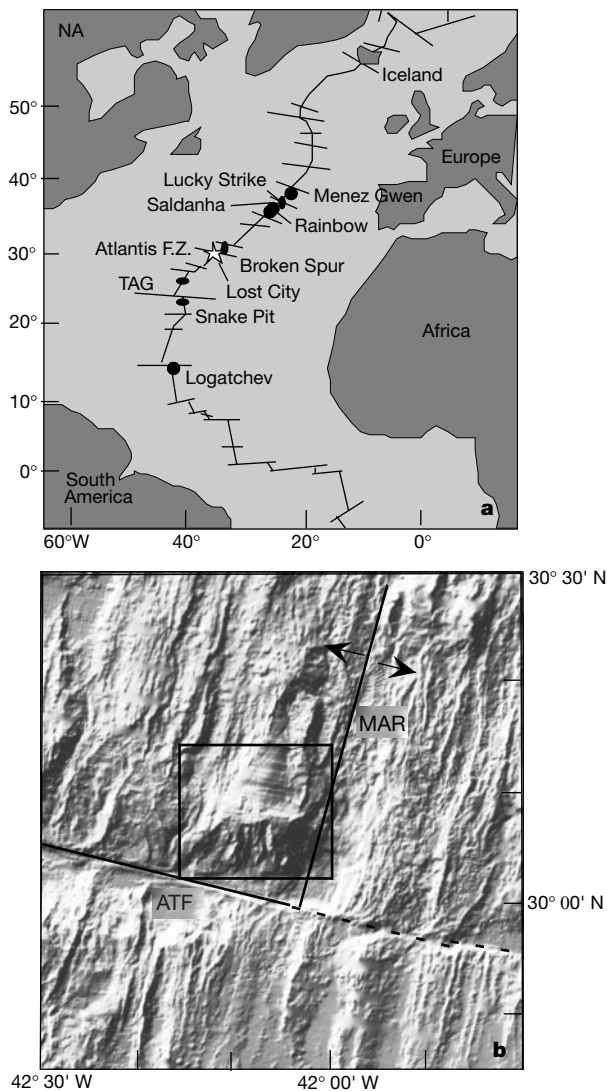 NA
Iceland
50°
Europe
40°
Lucky Strike
Menez Gwen
Saldanha
Rainbow
Atlantis F.Z.
30°
Broken Spur
TAG
Lost City
Snake Pit
20°
Africa
Logatchev
10°
0°
South
America
a
60°W
40°
20°
0°
30° 30' N
MAR
ATF
30° 00' N
b
42° 30' W
42° 00' W